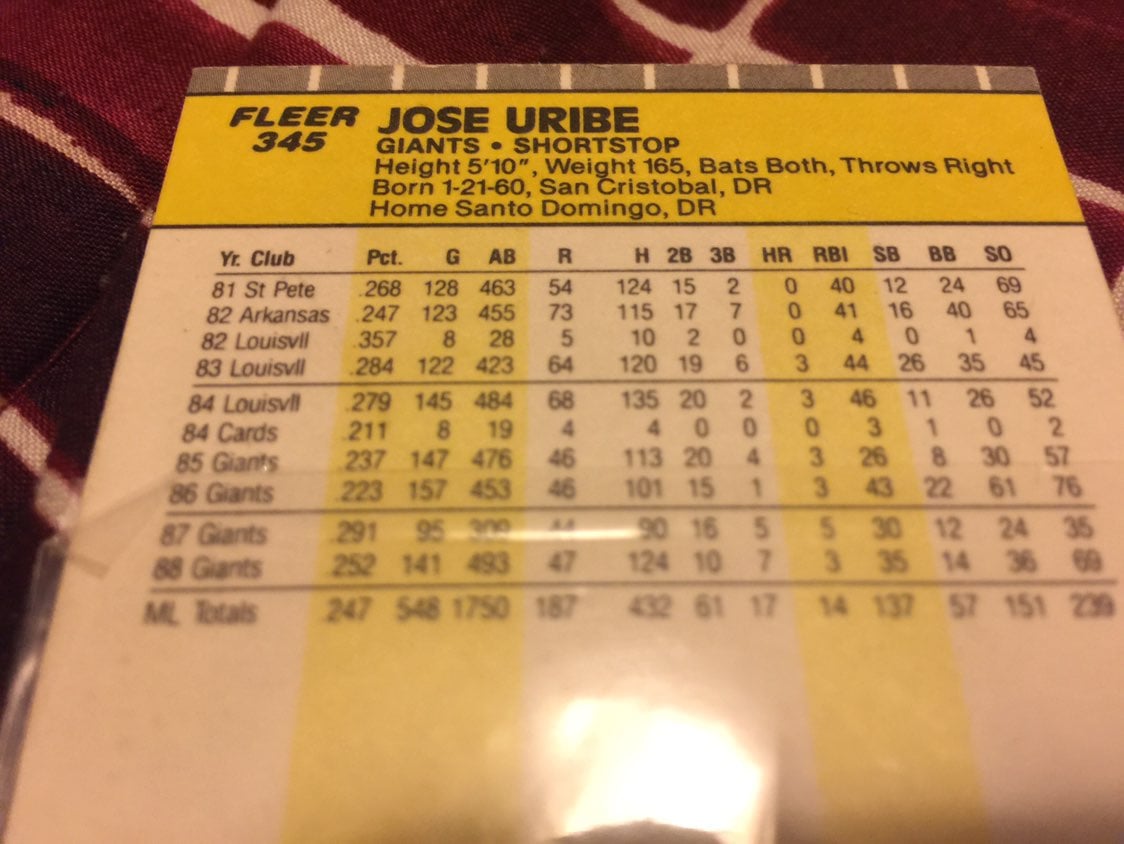 FLEER
345
JOSE URIBE
GIANTS • SHORTSTOP
Height 5'10", Weight 165, Bats Both, Throws Right
Born 1-21-60, San Cristobal, DR
Home Santo Domingo, DR
Yr. Club Pct. G AB R H 2B 3B HR RBI SB BB SO
81 St Pete .268 128 463 54 124 15 2 0 40 12 24 69
82 Arkansas .247 123 455 73 115 17 7 0 41 16 40 65
82 Louisvll .357 8 28 5 10 2 0 0 4 0 1 4
83 Louisvll .284 122 423 64 120 19 6 3 44 26 35 45
84 Louisvll .279 145 484 68 135 20 2 3 46 11 26 52
84 Cards .211 8 19 4 4 0 0 0 3 1 0 2
85 Giants .237 147 476 46 113 20 4 3 26 8 30 57
86 Giants .223 157 453 46 101 15 1 3 43 22 61 76
87 Giants .291 95 309 44 90 16 5 5 30 12 24 35
88 Giants .252 141 493 47 124 10 7 3 35 14 36 69
ML Totals .247 548 1750 187 432 61 17 14 137 57 151 239